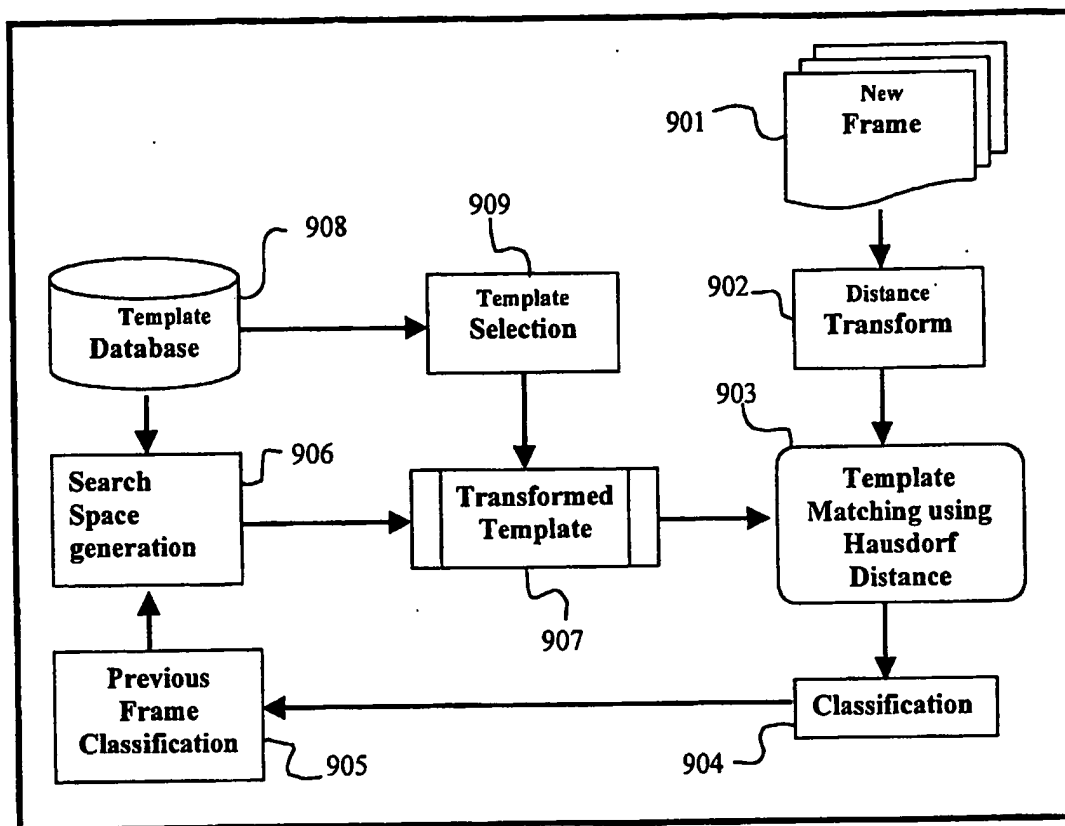 New
Frame
901
909
908
902
Distance
Transform
Template
Database
Template
Selection
903
906
Search
Space
generation
Transformed
Template
Template
Matching using
Hausdorf
Distance
907
Previous
Frame
Classification
Classification
905
904